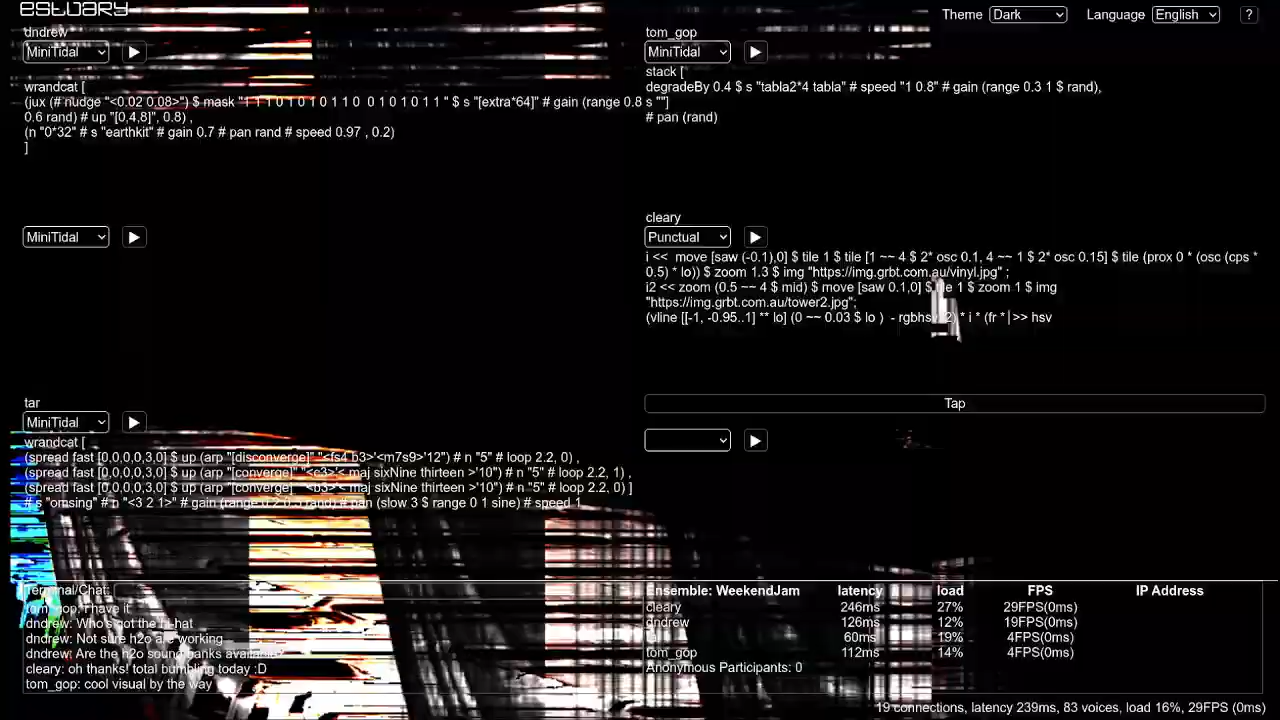 estuary
Theme Dark Language English ?
dndrew
MiniTidal
wrandcat [
(jux (# nudge "<0.02 0.08>") $ mask "1 1 1 0 1 0 1 0 1 1 0 0 1 0 1 0 1 1 " $ s "[extra*64]" # gain (range 0.8
0.6 rand) # up "[0,4,8]", 0.8) ,
(n "0*32" # s "earthkit" # gain 0.7 # pan rand # speed 0.97 , 0.2)
]
tom_gop
MiniTidal
stack [
degradeBy $ s "tabla2*4 tabla" # speed "1 0.8" # gain (range 0.3 1 $ rand),
s ""]
# pan (rand)
MiniTidal
cleary
Punctual
i << move [saw (-0.1),0] $ tile 1 $ tile [1 ~~ 4 $ 2* osc 0.1, 4 ~~ 1 $ 2* osc 0.15] $ tile (prox 0 * (osc (cps *
0.5) * lo)) $ zoom 1.3 $ img "https://img.grbt.com.au/vinyl.jpg" ;
i2 << zoom (0.5 ~~ 4 $ mid) $ move [saw 0.1,0] $ tile 1 $ zoom 1 $ img
"https://img.grbt.com.au/tower2.jpg";
(vline [[-1, -0.95..1] ** lo] (0 ~~ 0.03 $ lo ) - rgbhsv i2) * i * (fr * >> hsv
tar
MiniTidal
wrandcat [
(spread fast [0,0,0,0,3,0] $ up (arp "[disconverge]" "<fs4 b3>'<m7s9>'12") # n "5" # loop 2.2, 0) ,
(spread fast [0,0,0,0,3,0] $ up (arp "[converge]" "<c3>'< maj sixNine thirteen >'10") # n "5" # loop 2.2, 1) ,
(spread fast [0,0,0,0,3,0] $ up (arp "[converge]" "<b3>'< maj sixNine thirteen >'10") # n "5" # loop 2.2, 0) ]
# n "<3 2 1>" # gain (range 0.2 0.5 rand) # pan (slow 3 $ range 0 1 sine) # speed 1
Tap
Terminal/Chat:
tom_gop: I have it
dndrew: Who's got the hi-hat
dndrew: Not sure h2o are working
dndrew: Are the h2o soung banks available?
cleary: oh thanks! total bumbling today :D
tom_gop: cool visual by the way
Ensemble: WeekendJam latency load FPS IP Address
cleary 246ms 27% 29FPS(0ms)
dndrew 126ms 12% 19FPS(0ms)
tar 60ms 19% 4FPS(0ms)
tom_gop 112ms 14% 4FPS(0ms)
Anonymous Participants: 0
19 connections, latency 239ms, 83 voices, load 16%, 29FPS (0ms